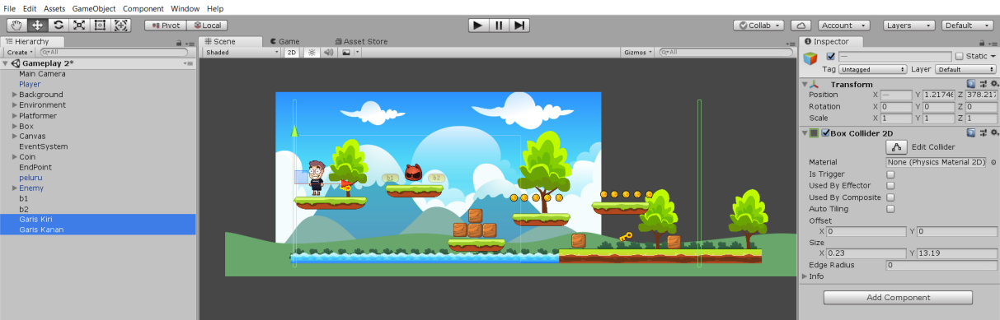 File Edit Assets GameObject Component Window Help
Pivot Local Collab Account Layers Default
Hierarchy
Create All
Gameplay 2*
Main Camera
Player
Background
Environment
Platformer
Box
Canvas
EventSystem
Coin
EndPoint
peluru
Enemy
b1
b2
Garis Kiri
Garis Kanan
Scene Game Asset Store
Shaded 2D Gizmos All
b1 b2
Inspector
— Static
Tag Untagged Layer Default
Transform
Position X — Y 1.2174 Z 378.217
Rotation X 0 Y 0 Z 0
Scale X 1 Y 1 Z 1
Box Collider 2D
Edit Collider
Material None (Physics Material 2D)
Is Trigger
Used By Effector
Used By Composite
Auto Tiling
Offset
X 0 Y 0
Size
X 0.23 Y 13.19
Edge Radius 0
Info
Add Component